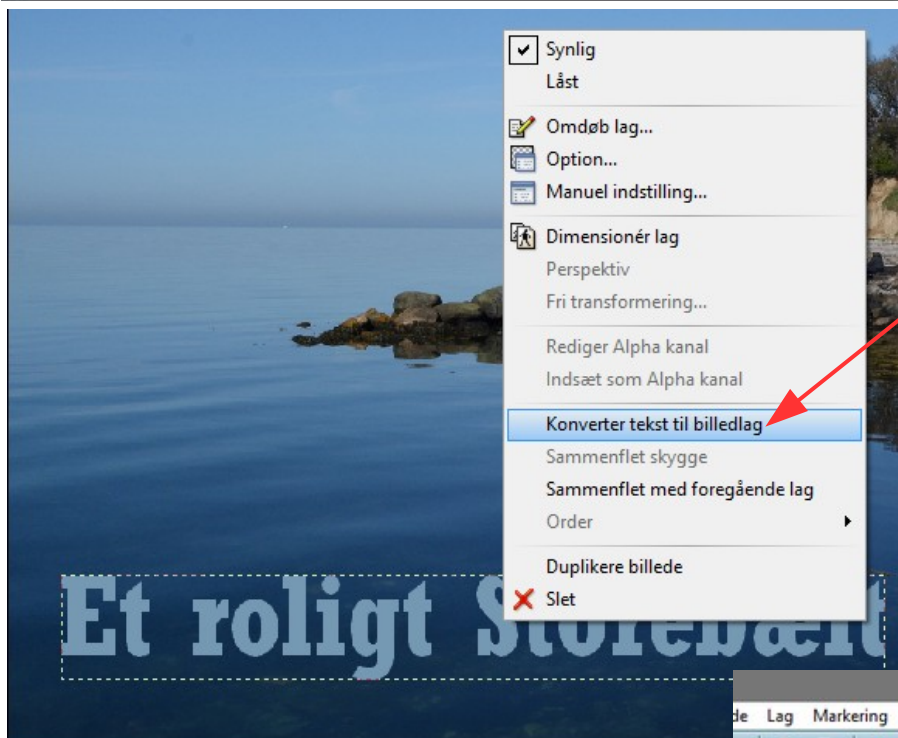 Synlig
Låst
Omdøb lag...
Option...
Manuel indstilling...
Dimensionér lag
Perspektiv
Fri transformering...
Rediger Alpha kanal
Indsæt som Alpha kanal
Konverter tekst til billedlag
Sammenflet skygge
Sammenflet med foregående lag
Order
Duplikere billede
Slet
Et roligt Storebælt
de Lag Markering